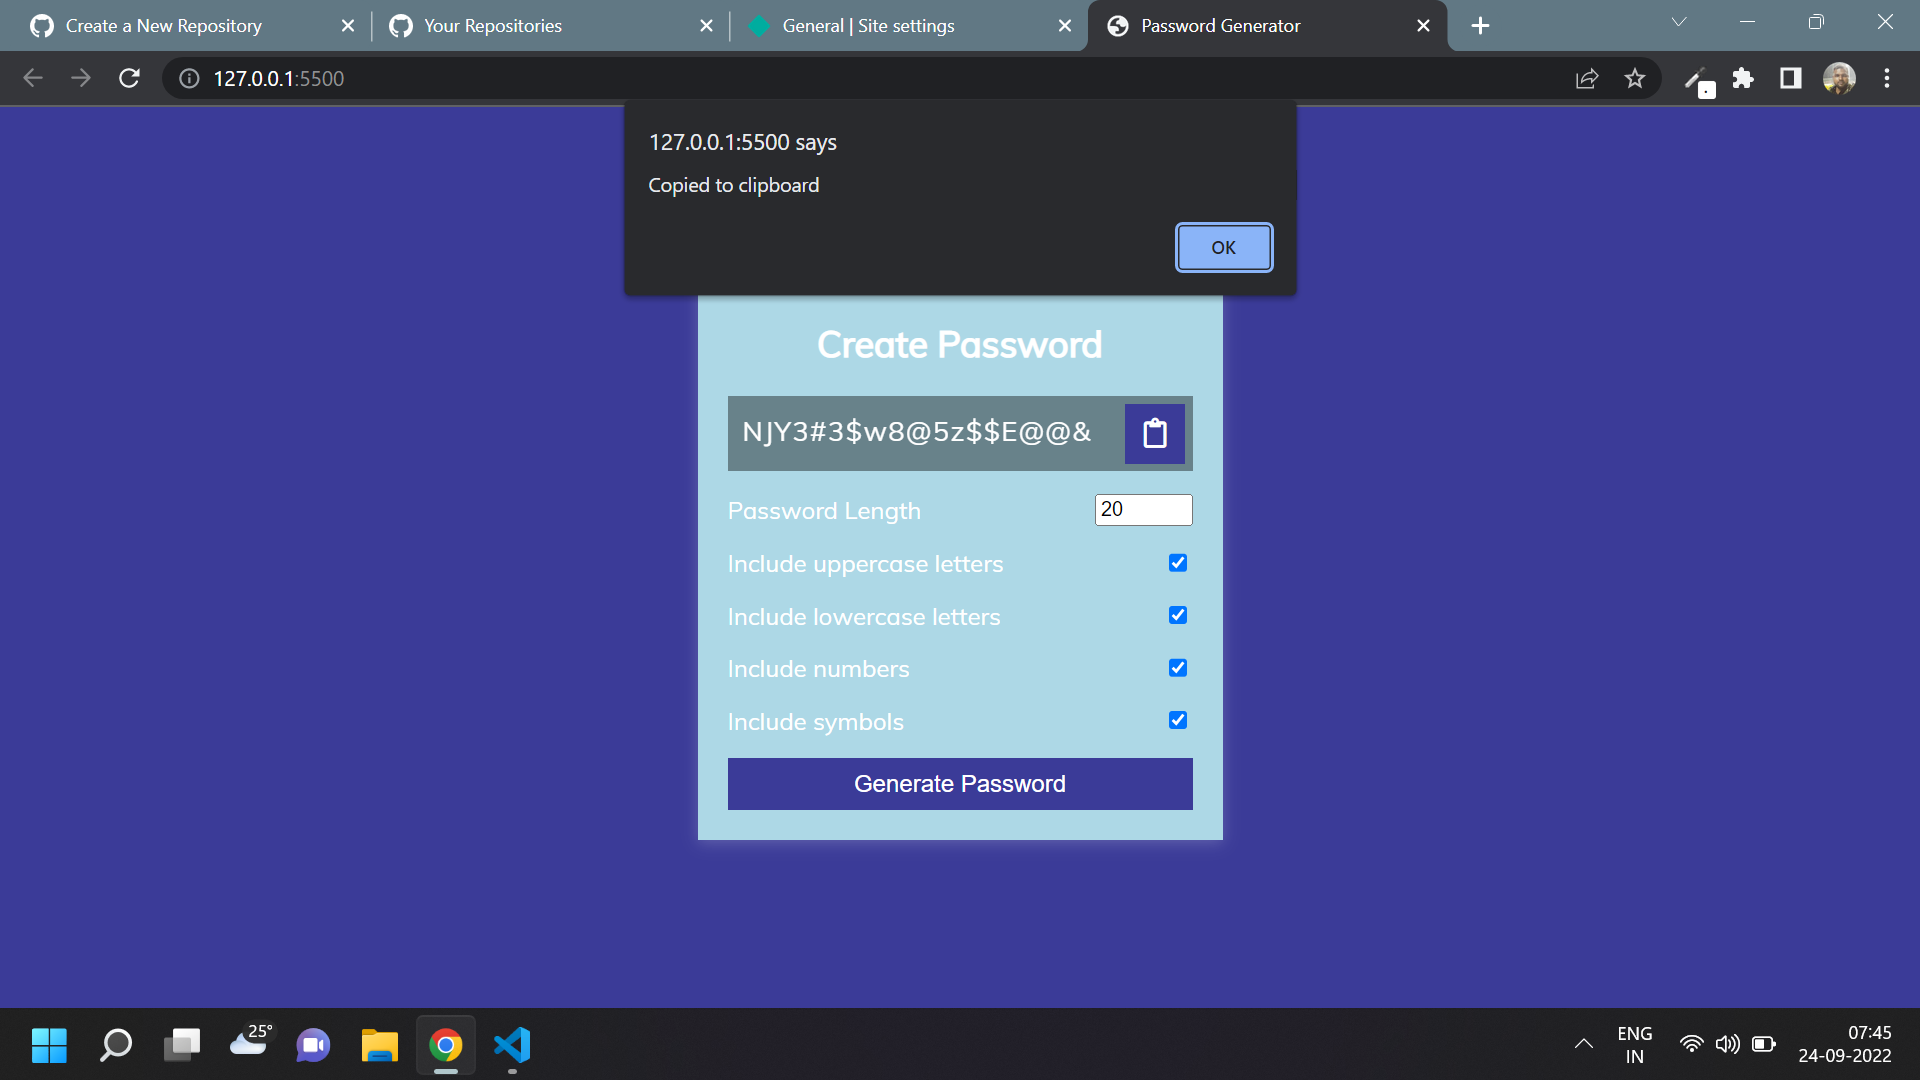 Create a New Repository
Your Repositories
General | Site settings
Password Generator
127.0.0.1:5500
127.0.0.1:5500 says
Copied to clipboard
OK
Create Password
NJY3#3$w8@5z$$E@@&
Password Length
20
Include uppercase letters
Include lowercase letters
Include numbers
Include symbols
Generate Password
25°
ENG
IN
07:45
24-09-2022